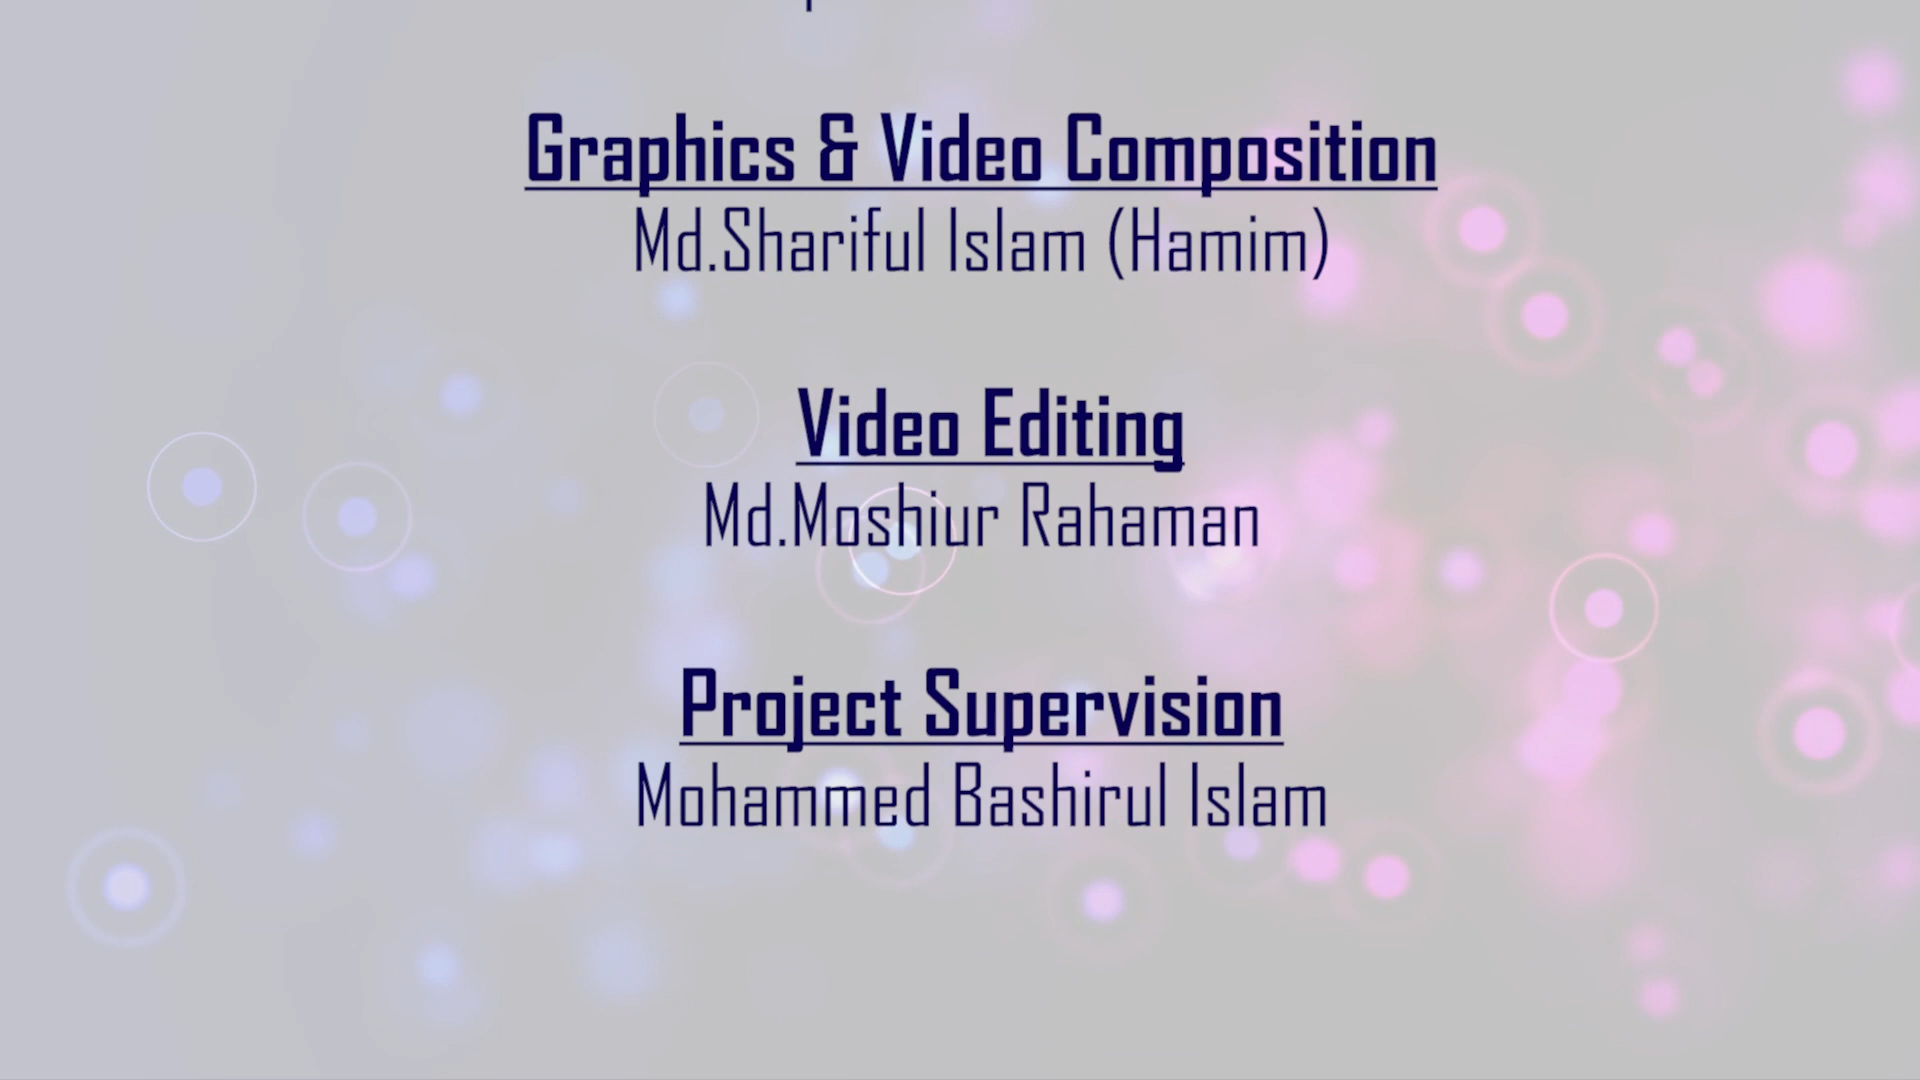 Graphics & Video Composition
Md.Shariful Islam (Hamim)
Video Editing
Md.Moshiur Rahaman
Project Supervision
Mohammed Bashirul Islam